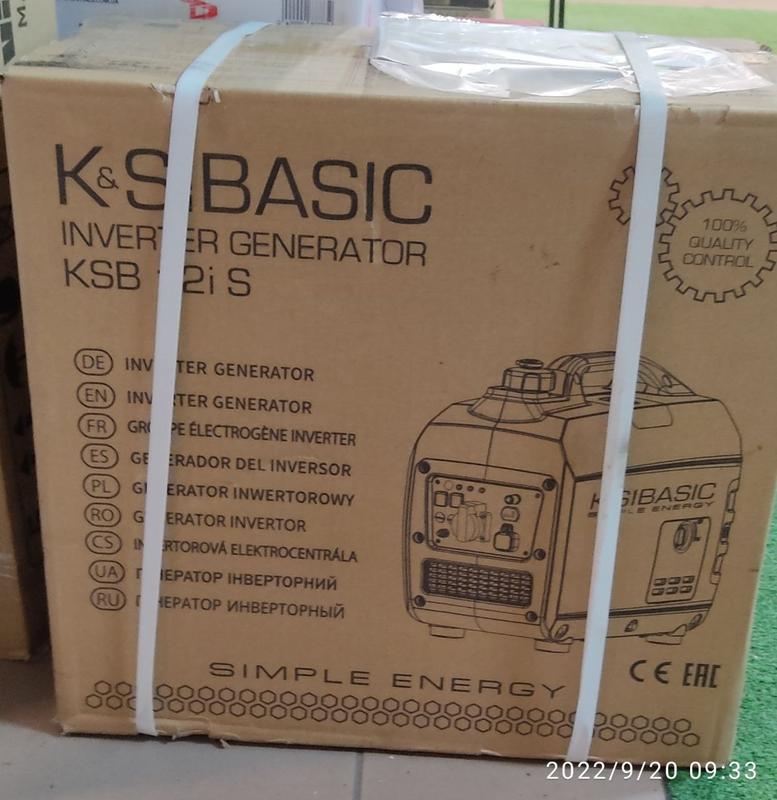 K&S BASIC
INVERTER GENERATOR
KSB 2i S
100%
QUALITY
CONTROL
DE INVERTER GENERATOR
EN INVERTER GENERATOR
FR GROUPE ÉLECTROGÈNE INVERTER
ES GENERADOR DEL INVERSOR
PL GENERATOR INWERTOROWY
RO GENERATOR INVERTOR
CS INVERTOROVÁ ELEKTROCENTRÁLA
UA ГЕНЕРАТОР ІНВЕРТОРНИЙ
RU ГЕНЕРАТОР ИНВЕРТОРНЫЙ
K&S BASIC
SIMPLE ENERGY
SIMPLE ENERGY
CE EAC
2022/9/20 09:33